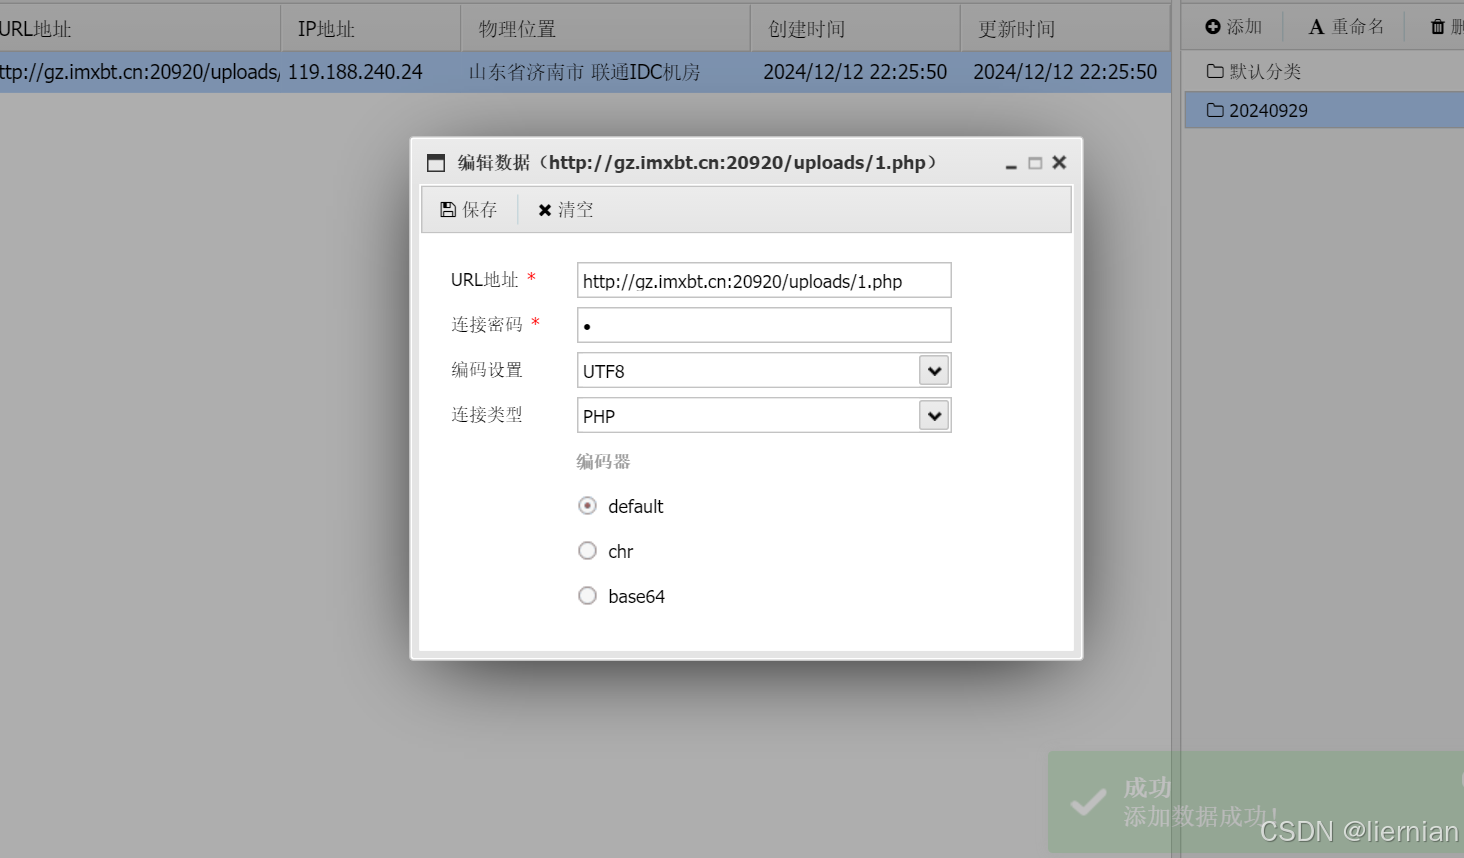 URL地址 IP地址 物理位置 创建时间 更新时间 添加 A 重命名
ttp://gz.imxbt.cn:20920/uploads, 119.188.240.24 山东省济南市 联通IDC机房 2024/12/12 22:25:50 2024/12/12 22:25:50
默认分类
20240929
编辑数据（http://gz.imxbt.cn:20920/uploads/1.php）
保存 清空
URL地址 * http://gz.imxbt.cn:20920/uploads/1.php
连接密码 * •
编码设置 UTF8
连接类型 PHP
编码器
default
chr
base64
成功
添加数据成功！
CSDN @liernian